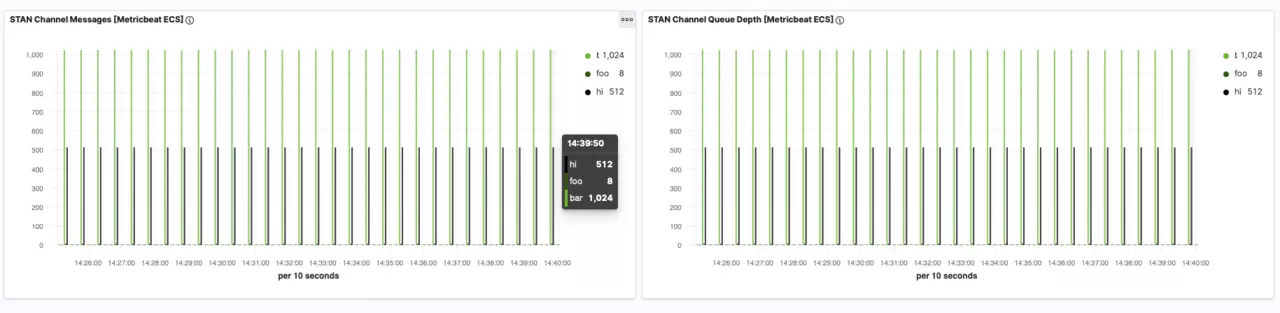 STAN Channel Messages [Metricbeat ECS]
1,000
900
800
700
600
500
400
300
200
100
0
14:26:00 14:27:00 14:28:00 14:29:00 14:30:00 14:31:00 14:32:00 14:33:00 14:34:00 14:35:00 14:36:00 14:37:00 14:38:00 14:39:00 14:40:00
per 10 seconds
t 1,024
foo 8
hi 512
14:39:50
hi 512
foo 8
bar 1,024
STAN Channel Queue Depth [Metricbeat ECS]
1,000
900
800
700
600
500
400
300
200
100
0
14:26:00 14:27:00 14:28:00 14:29:00 14:30:00 14:31:00 14:32:00 14:33:00 14:34:00 14:35:00 14:36:00 14:37:00 14:38:00 14:39:00 14:40:00
per 10 seconds
t 1,024
foo 8
hi 512